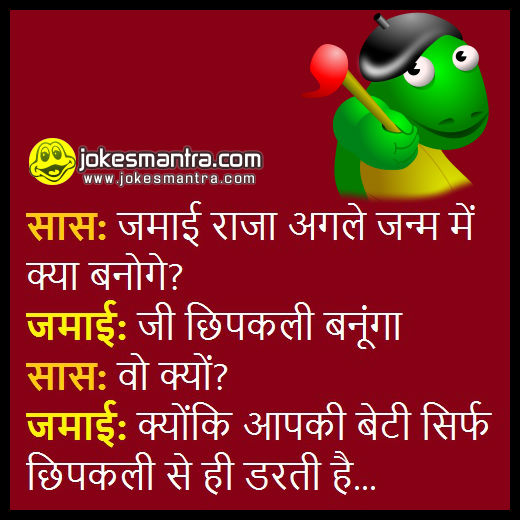 jokesmantra.com
www.jokesmantra.com
सास: जमाई राजा अगले जन्म में
क्या बनोगे?
जमाई: जी छिपकली बनूंगा
सास: वो क्यों?
जमाई: क्योंकि आपकी बेटी सिर्फ
छिपकली से ही डरती है...